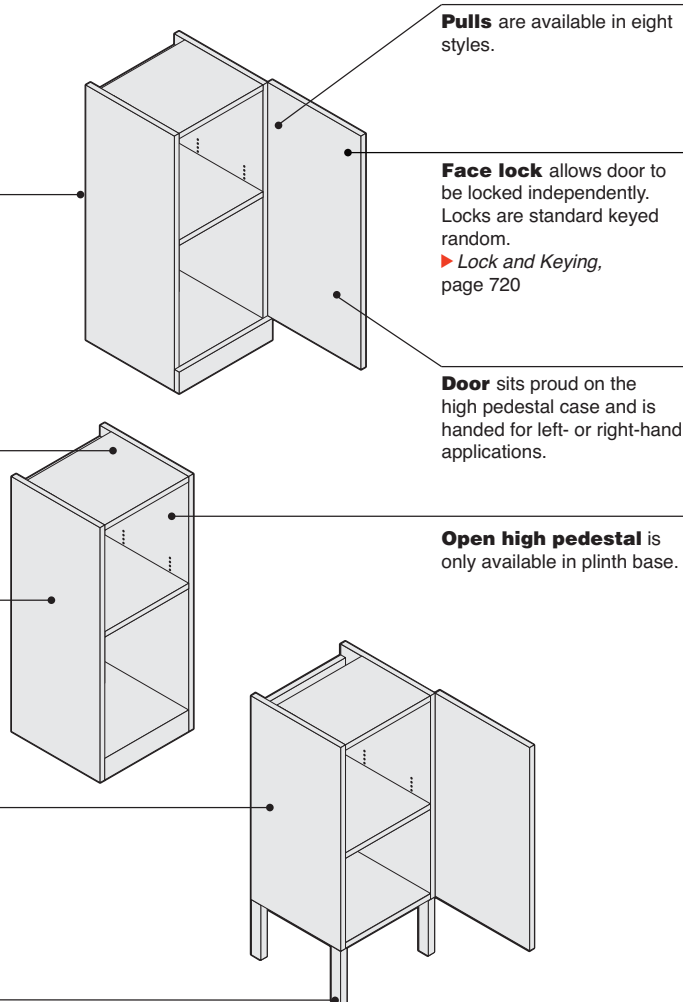 Pulls are available in eight
styles.
Face lock allows door to
be locked independently.
Locks are standard keyed
random.
▶ Lock and Keying,
page 720
Door sits proud on the
high pedestal case and is
handed for left- or right-hand
applications.
Open high pedestal is
only available in plinth base.